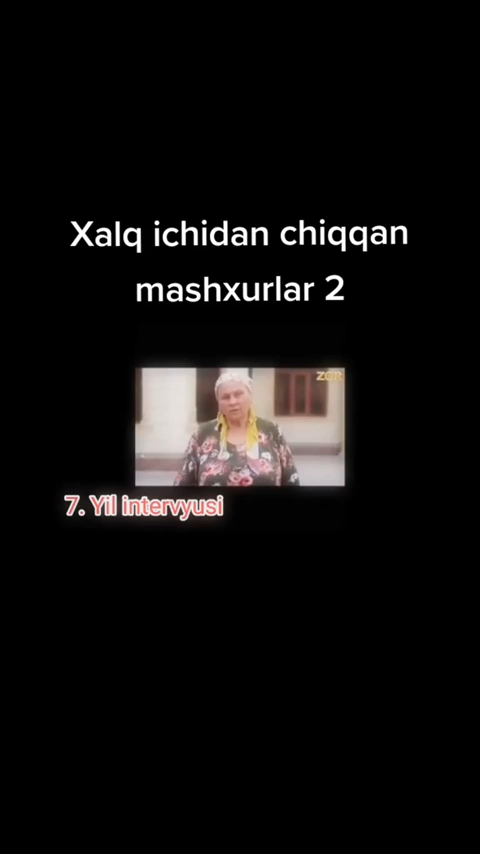 Xalq ichidan chiqqan
mashxurlar 2
ZOR
7. Yil intervyusi